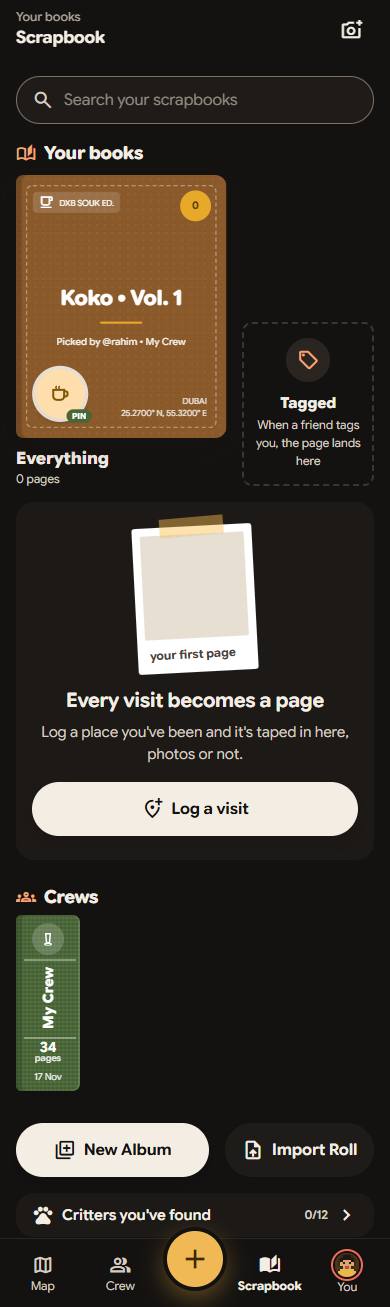 Your books
Scrapbook
Search your scrapbooks
Your books
DXB SOUK ED.
0
Koko • Vol. 1
Picked by @rahim • My Crew
PIN
DUBAI
25.2700° N, 55.3200° E
Everything
0 pages
Tagged
When a friend tags
you, the page lands
here
your first page
Every visit becomes a page
Log a place you've been and it's taped in here,
photos or not.
Log a visit
Crews
My Crew
34
pages
17 Nov
New Album
Import Roll
Critters you've found
0/12
Map
Crew
Scrapbook
You